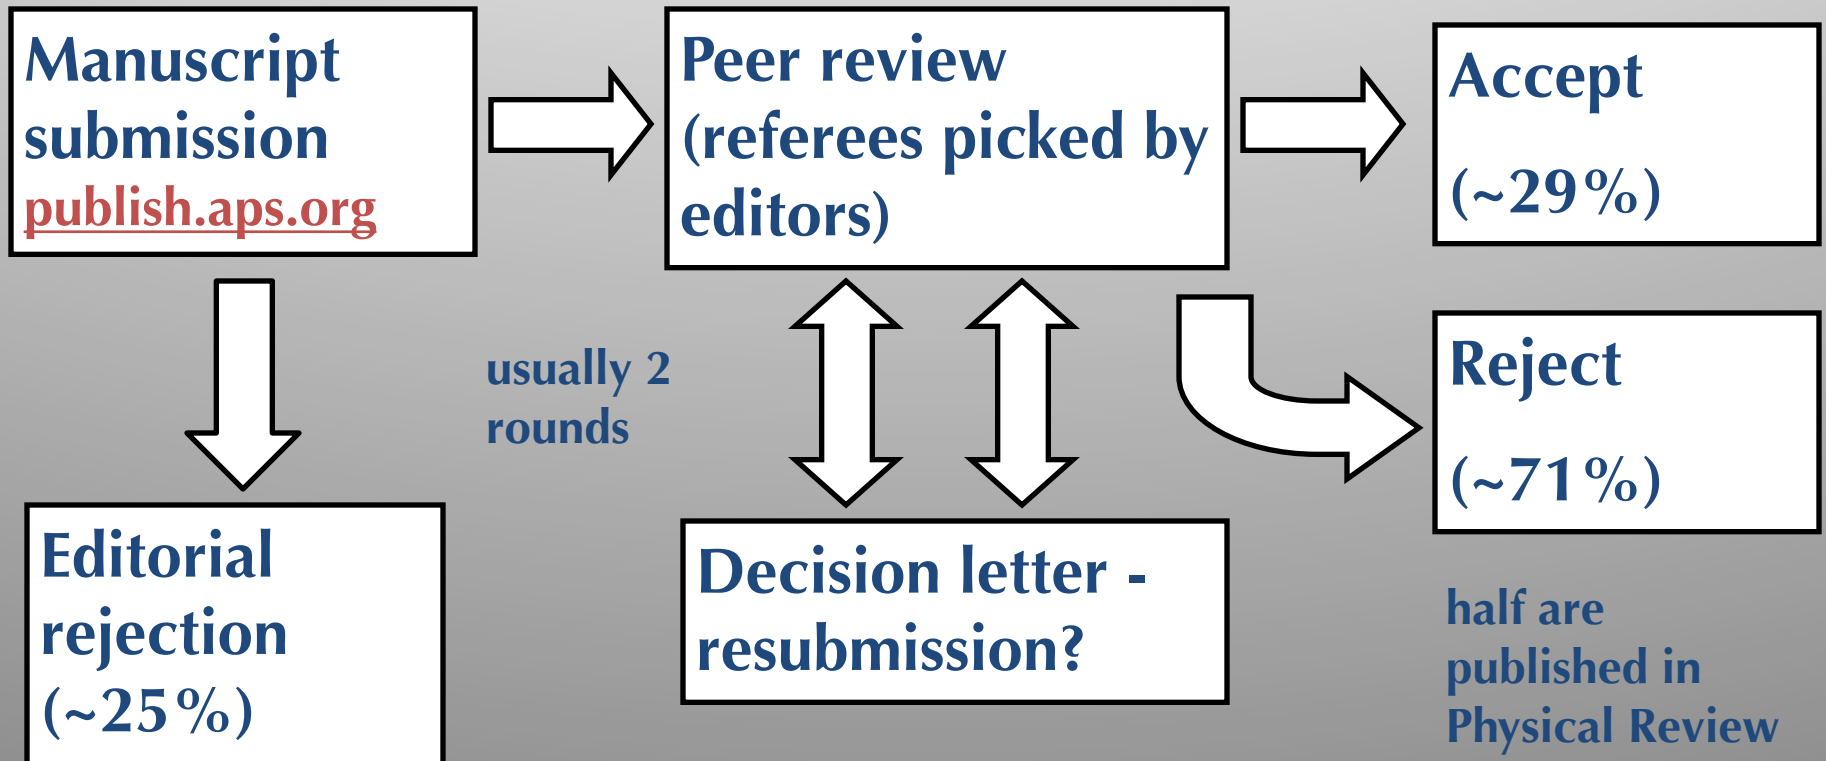 Manuscript
submission
publish.aps.org
Peer review
(referees picked by
editors)
Accept
(~29%)
usually 2
rounds
Reject
(~71%)
Editorial
rejection
(~25%)
Decision letter -
resubmission?
half are
published in
Physical Review